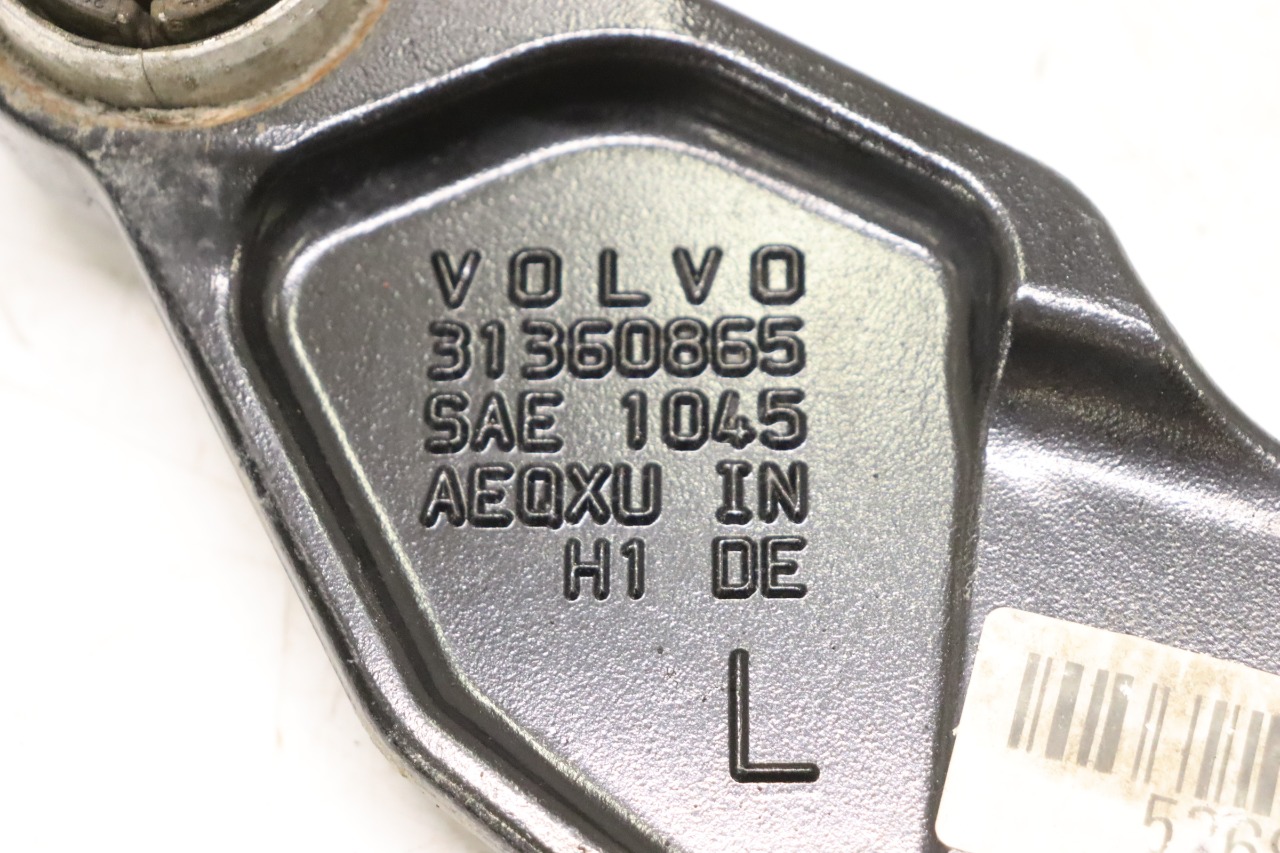 VOLVO
31360865
SAE 1045
AEQXU IN
H1 DE
L